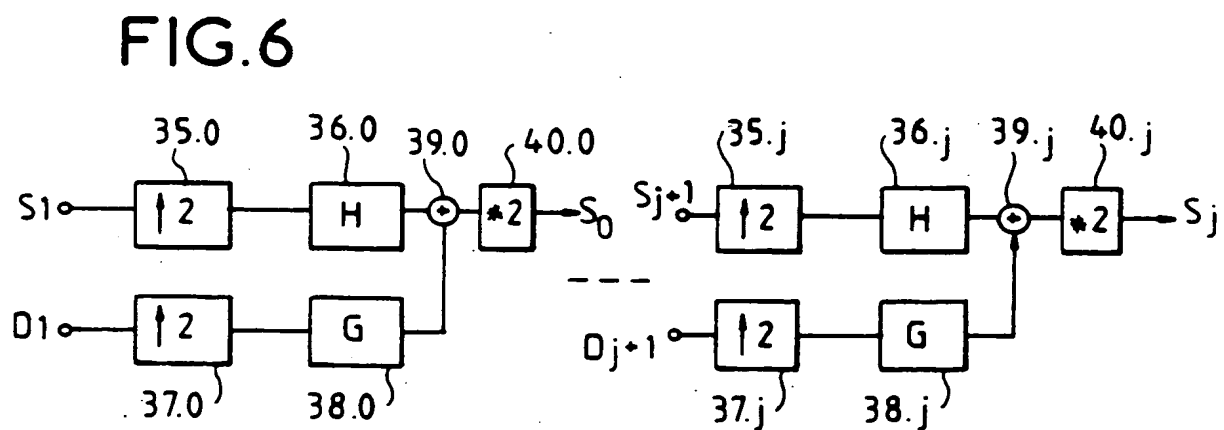 FIG.6
35.0 36.0 39.0 40.0 35.j 36.j 39.j 40.j
S1 ↑2 H + *2 S0 Sj+1 ↑2 H + *2 Sj
---
D1 ↑2 G Dj+1 ↑2 G
37.0 38.0 37.j 38.j